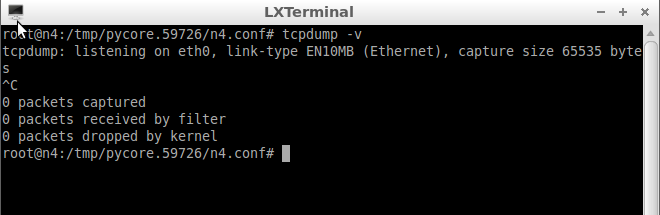 LXTerminal
root@n4:/tmp/pycore.59726/n4.conf# tcpdump -v
tcpdump: listening on eth0, link-type EN10MB (Ethernet), capture size 65535 byte
s
^C
0 packets captured
0 packets received by filter
0 packets dropped by kernel
root@n4:/tmp/pycore.59726/n4.conf#